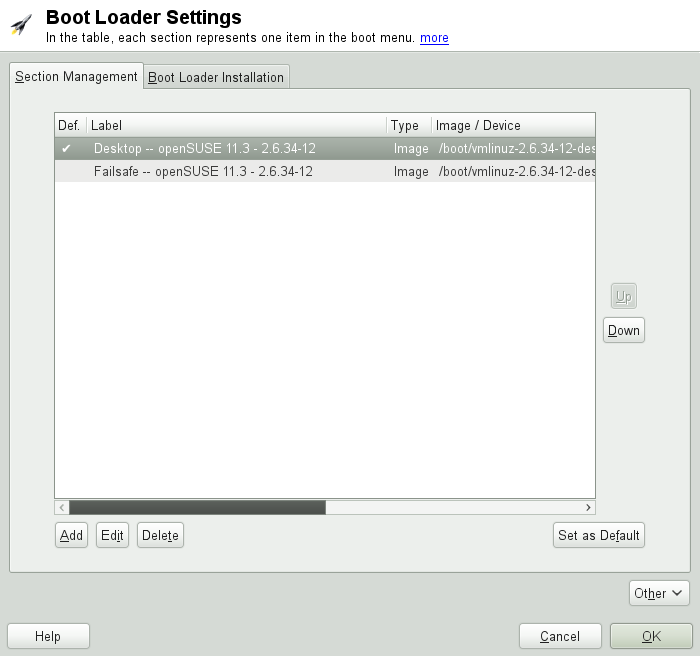 Boot Loader Settings
In the table, each section represents one item in the boot menu. more
Section Management Boot Loader Installation
Def. Label Type Image / Device
✔ Desktop -- openSUSE 11.3 - 2.6.34-12 Image /boot/vmlinuz-2.6.34-12-des
Failsafe -- openSUSE 11.3 - 2.6.34-12 Image /boot/vmlinuz-2.6.34-12-des
Up
Down
Add Edit Delete Set as Default
Other
Help Cancel OK